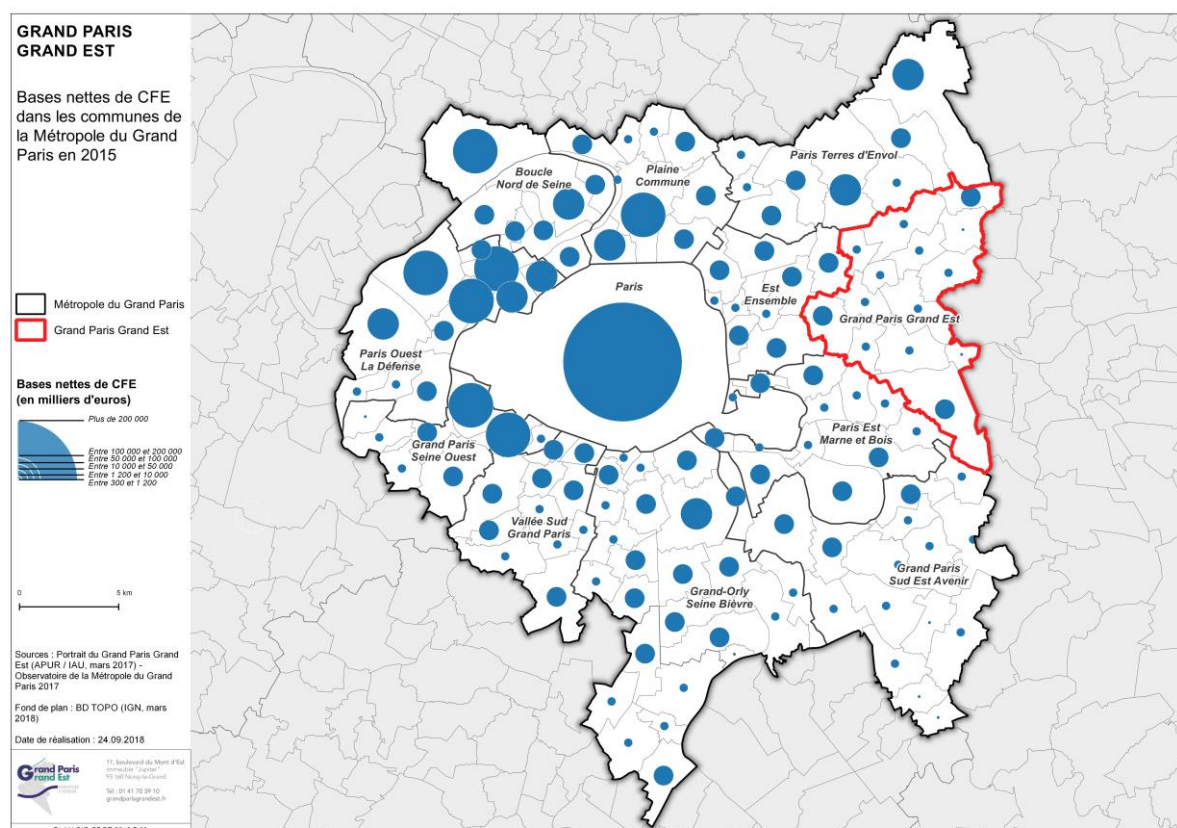 GRAND PARIS
GRAND EST
Bases nettes de CFE
dans les communes de
la Métropole du Grand
Paris en 2015
Métropole du Grand Paris
Grand Paris Grand Est
Bases nettes de CFE
(en milliers d'euros)
Plus de 200 000
Entre 100 000 et 200 000
Entre 50 000 et 100 000
Entre 10 000 et 50 000
Entre 1 200 et 10 000
Entre 300 et 1 200
0 5 km
Sources : Portrait du Grand Paris Grand
Est (APUR / IAU, mars 2017) -
Observatoire de la Métropole du Grand
Paris 2017
Fond de plan : BD TOPO (IGN, mars
2018)
Date de réalisation : 24.09.2018
Grand Paris
Grand Est
11, boulevard du Mont d'Est
Immeuble "Jupiter"
93 160 Noisy-le-Grand
Tél : 01 41 70 39 10
grandparisgrandest.fr
Paris Terres d'Envol
Plaine
Commune
Boucle
Nord de Seine
Paris
Est
Ensemble
Grand Paris Grand Est
Paris Ouest
La Défense
Paris Est
Marne et Bois
Grand Paris
Seine Ouest
Vallée Sud
Grand Paris
Grand Paris
Sud Est Avenir
Grand-Orly
Seine Bièvre